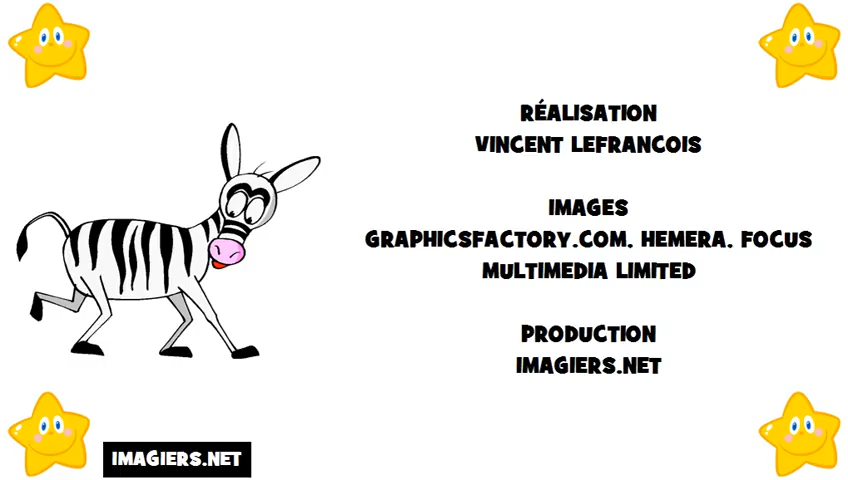 RÉALISATION
VINCENT LEFRANCOIS
IMAGES
GRAPHICSFACTORY.COM, HEMERA, FOCUS
MULTIMEDIA LIMITED
PRODUCTION
IMAGIERS.NET
IMAGIERS.NET